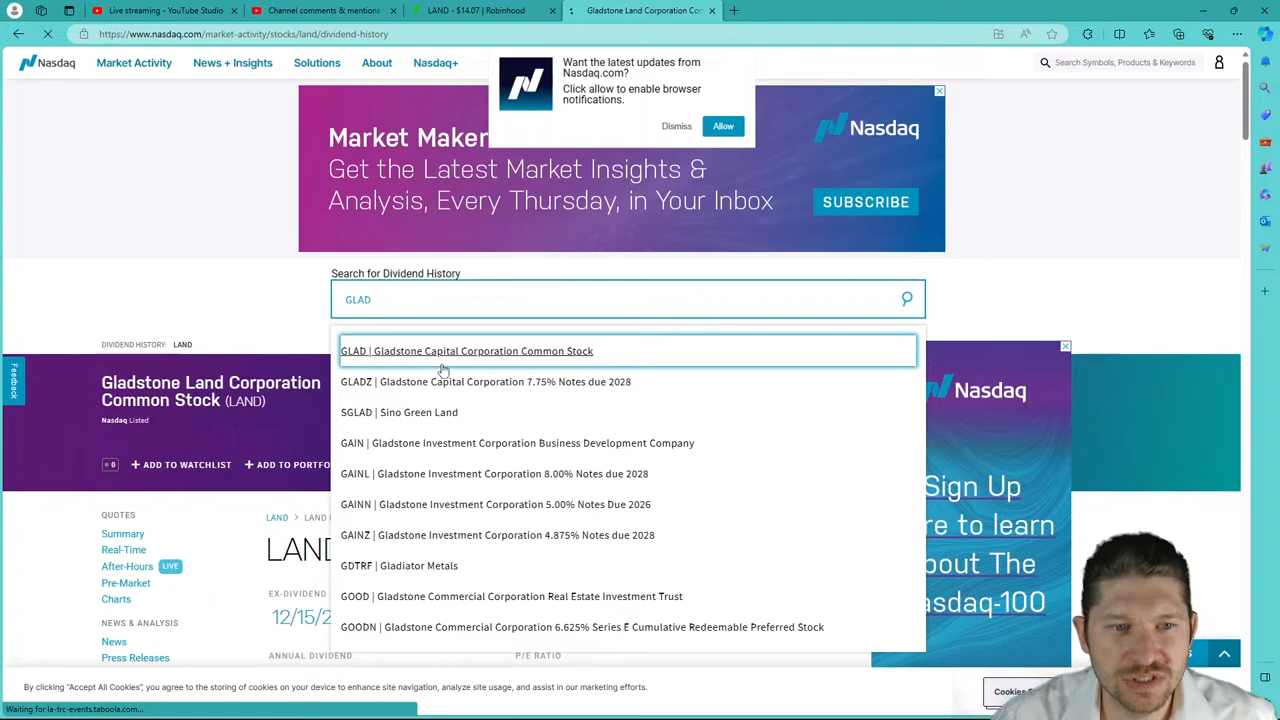 Live streaming - YouTube Studio
Channel comments & mentions
LAND - $14.07 | Robinhood
Gladstone Land Corporation Co
https://www.nasdaq.com/market-activity/stocks/land/dividend-history
Nasdaq
Market Activity
News + Insights
Solutions
About
Nasdaq+
Search Symbols, Products & Keywords
Want the latest updates from
Nasdaq.com?
Click allow to enable browser
notifications.
Dismiss
Allow
Market Maker
Get the Latest Market Insights &
Analysis, Every Thursday, in Your Inbox
Nasdaq
SUBSCRIBE
Search for Dividend History
GLAD
GLAD | Gladstone Capital Corporation Common Stock
GLADZ | Gladstone Capital Corporation 7.75% Notes due 2028
SGLAD | Sino Green Land
GAIN | Gladstone Investment Corporation Business Development Company
GAINL | Gladstone Investment Corporation 8.00% Notes due 2028
GAINN | Gladstone Investment Corporation 5.00% Notes Due 2026
GAINZ | Gladstone Investment Corporation 4.875% Notes due 2028
GDTRF | Gladiator Metals
GOOD | Gladstone Commercial Corporation Real Estate Investment Trust
GOODN | Gladstone Commercial Corporation 6.625% Series E Cumulative Redeemable Preferred Stock
DIVIDEND HISTORY: LAND
Feedback
Gladstone Land Corporation
Common Stock (LAND)
Nasdaq Listed
0
+ ADD TO WATCHLIST
+ ADD TO PORTFO
QUOTES
Summary
Real-Time
After-Hours LIVE
Pre-Market
Charts
NEWS & ANALYSIS
News
Press Releases
LAND
LAND
LAND
EX-DIVIDEND
12/15/2
ANNUAL DIVIDEND
P/E RATIO
Nasdaq
Sign Up
re to learn
bout The
asdaq-100
By clicking “Accept All Cookies”, you agree to the storing of cookies on your device to enhance site navigation, analyze site usage, and assist in our marketing efforts.
Cookies S
Waiting for la-trc-events.taboola.com...